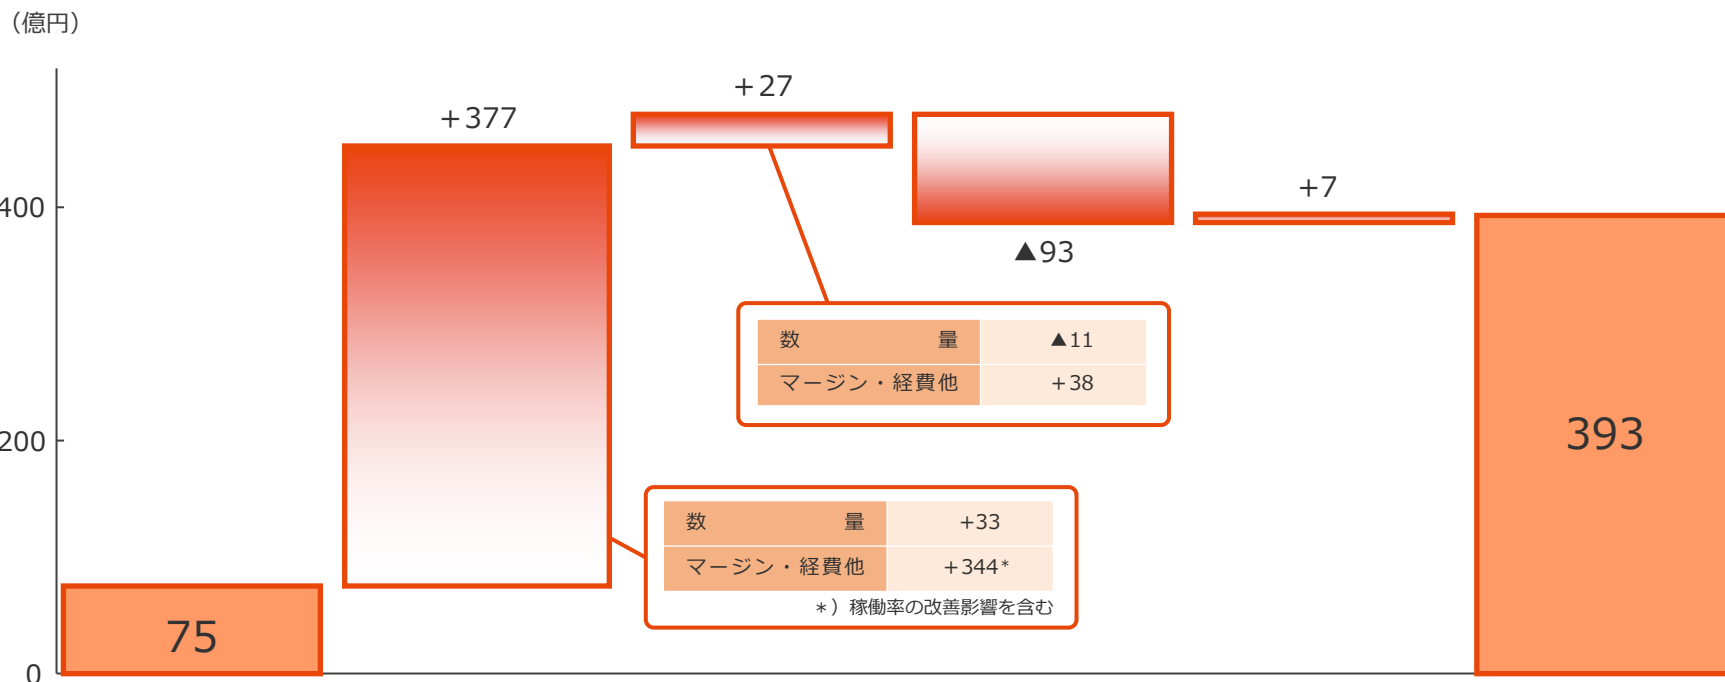 （億円）
+27
+377
+7
400
▲93
数量 ▲11
マージン・経費他 +38
200
393
数量 +33
マージン・経費他 +344*
*）稼働率の改善影響を含む
75
0